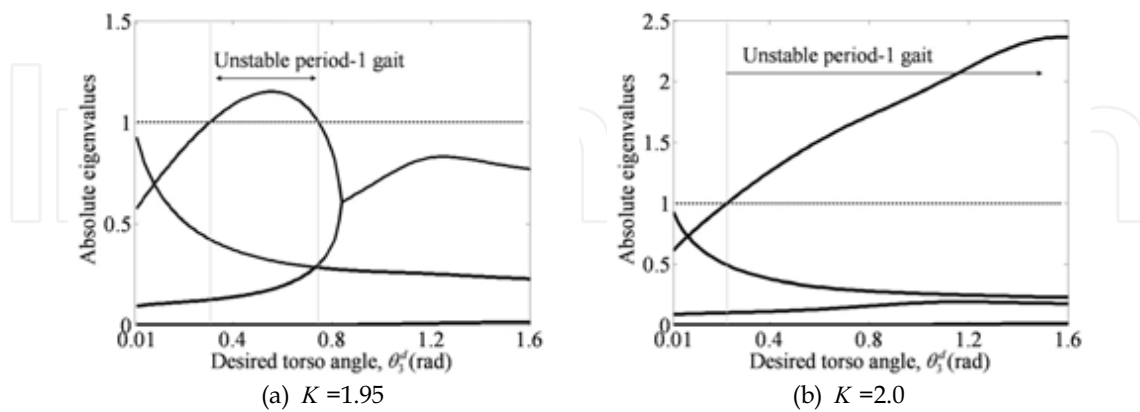 1.5
Unstable period-1 gait
1
0.5
0
0.01
0.4
0.8
1.2
1.6
Absolute eigenvalues
Desired torso angle, θ₃ᵈ (rad)
(a) K =1.95
2.5
Unstable period-1 gait
2
1.5
1
0.5
0
0.01
0.4
0.8
1.2
1.6
Absolute eigenvalues
Desired torso angle, θ₃ᵈ (rad)
(b) K =2.0